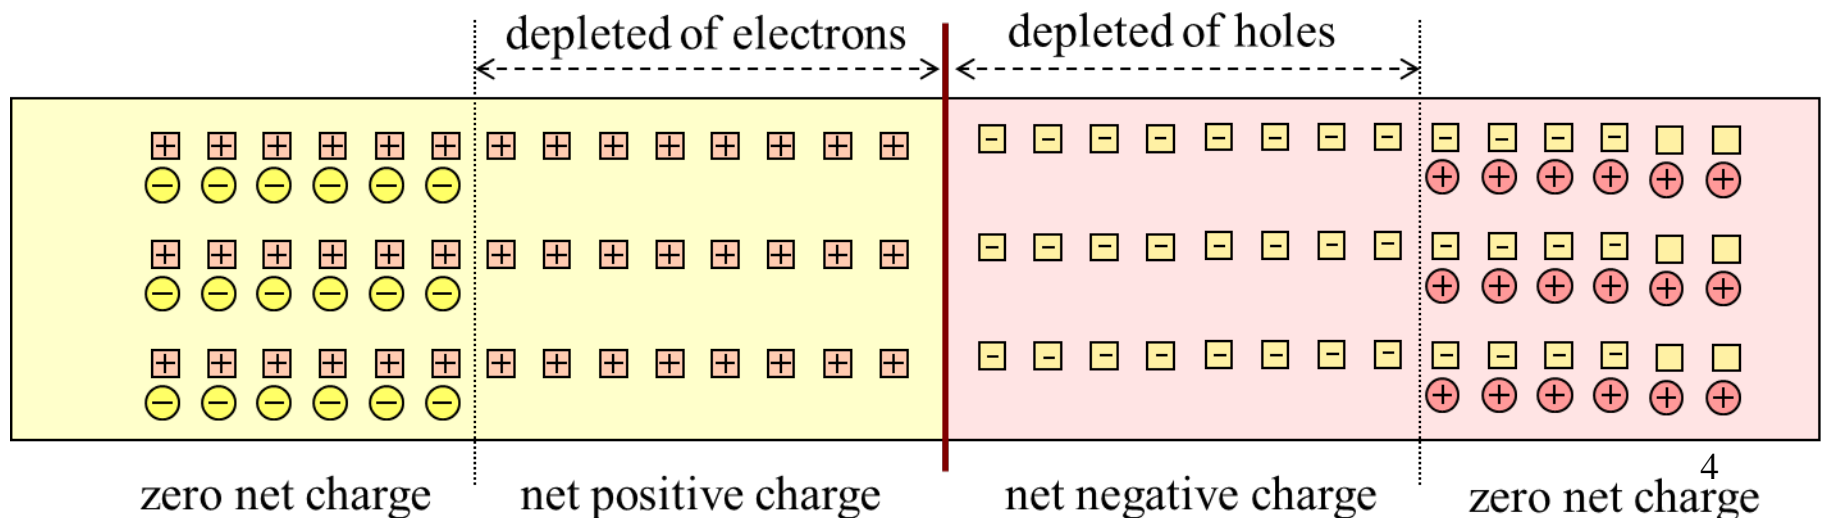 depleted of electrons
depleted of holes
+ + + + + + + + + + + + + + - - - - - - - - - - - -
− − − − − − + + + + + +
+ + + + + + + + + + + + + + - - - - - - - - - - - -
− − − − − − + + + + + +
+ + + + + + + + + + + + + + - - - - - - - - - - - -
− − − − − − + + + + + +
4
zero net charge
net positive charge
net negative charge
zero net charge